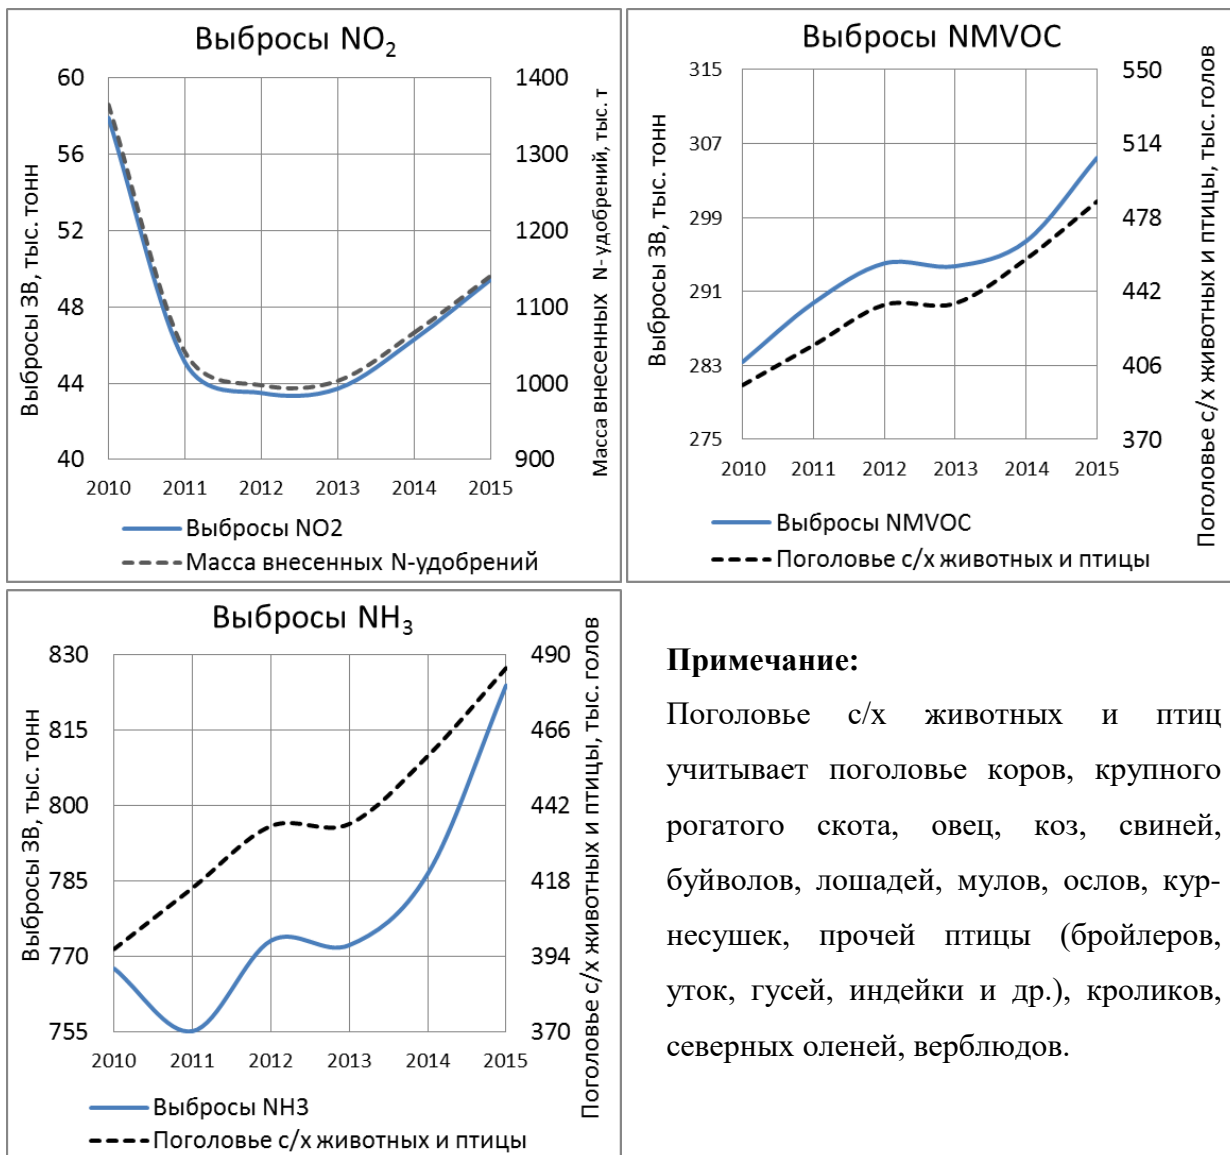 Выбросы NO2
Выбросы ЗВ, тыс. тонн
60
56
52
48
44
40
1400
1300
1200
1100
1000
900
Масса внесенных N- удобрений, тыс. т
2010 2011 2012 2013 2014 2015
Выбросы NO2
Масса внесенных N-удобрений
Выбросы NMVOC
Выбросы ЗВ, тыс. тонн
315
307
299
291
283
275
550
514
478
442
406
370
Поголовье с/х животных и птицы, тыс. голов
2010 2011 2012 2013 2014 2015
Выбросы NMVOC
Поголовье с/х животных и птицы
Выбросы NH3
Выбросы ЗВ, тыс. тонн
830
815
800
785
770
755
490
466
442
418
394
370
Поголовье с/х животных и птицы, тыс. голов
2010 2011 2012 2013 2014 2015
Выбросы NH3
Поголовье с/х животных и птицы
Примечание:
Поголовье с/х животных и птиц
учитывает поголовье коров, крупного
рогатого скота, овец, коз, свиней,
буйволов, лошадей, мулов, ослов, кур-
несушек, прочей птицы (бройлеров,
уток, гусей, индейки и др.), кроликов,
северных оленей, верблюдов.